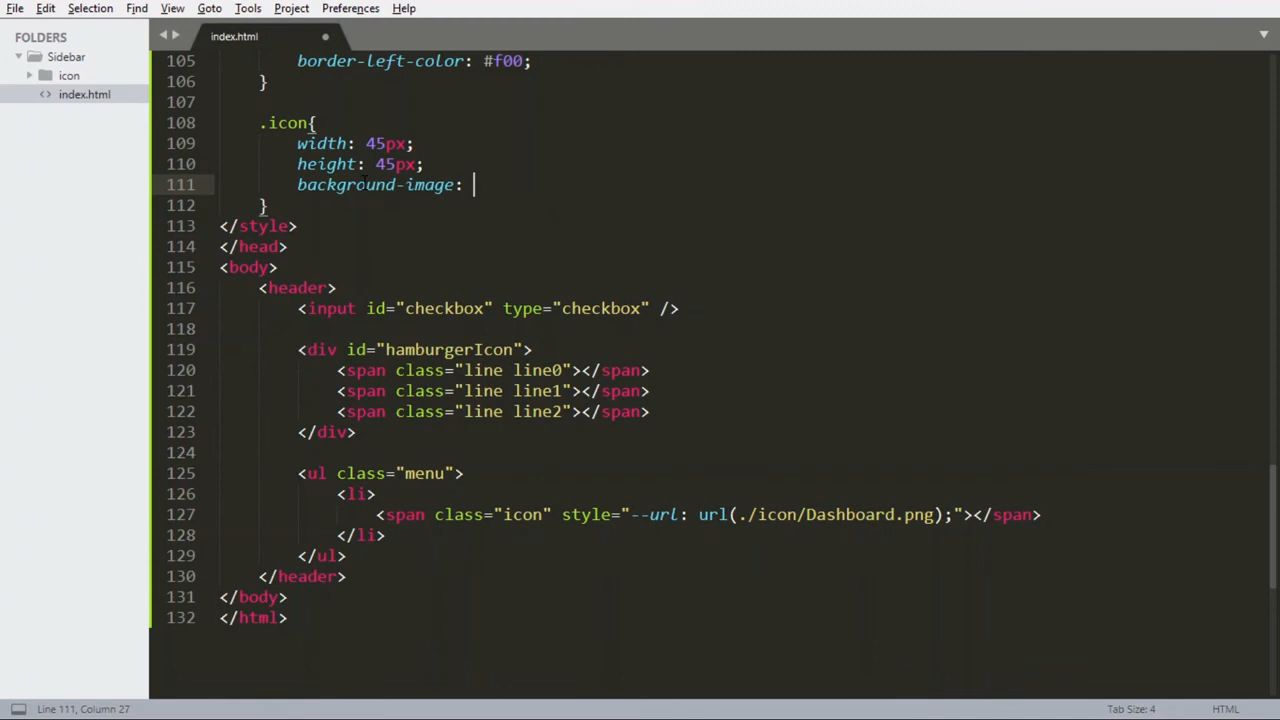 File Edit Selection Find View Goto Tools Project Preferences Help
FOLDERS
Sidebar
icon
<> index.html
index.html
105 border-left-color: #f00;
106 }
107
108 .icon{
109 width: 45px;
110 height: 45px;
111 background-image:
112 }
113 </style>
114 </head>
115 <body>
116 <header>
117 <input id="checkbox" type="checkbox" />
118
119 <div id="hamburgerIcon">
120 <span class="line line0"></span>
121 <span class="line line1"></span>
122 <span class="line line2"></span>
123 </div>
124
125 <ul class="menu">
126 <li>
127 <span class="icon" style="--url: url(./icon/Dashboard.png);"></span>
128 </li>
129 </ul>
130 </header>
131 </body>
132 </html>
Line 111, Column 27 Tab Size: 4 HTML